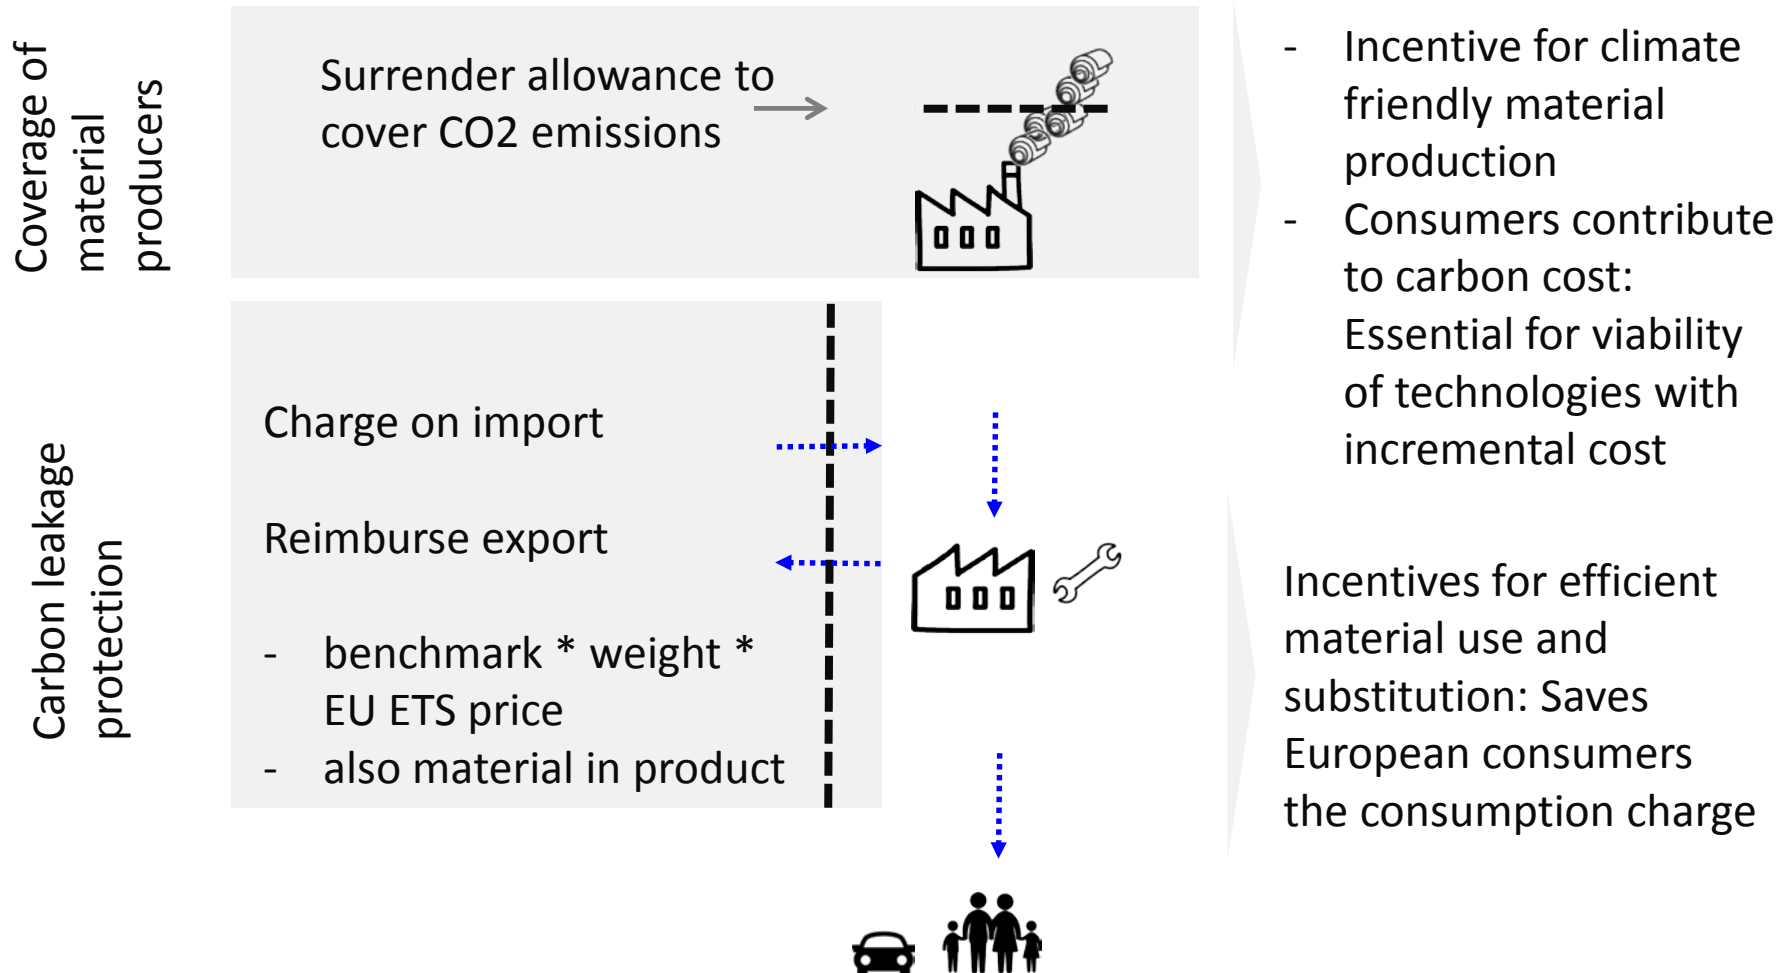 Coverage of
material
producers
Surrender allowance to
cover CO2 emissions
- Incentive for climate
friendly material
production
- Consumers contribute
to carbon cost:
Essential for viability
of technologies with
incremental cost
Carbon leakage
protection
Charge on import
Reimburse export
- benchmark * weight *
EU ETS price
- also material in product
Incentives for efficient
material use and
substitution: Saves
European consumers
the consumption charge